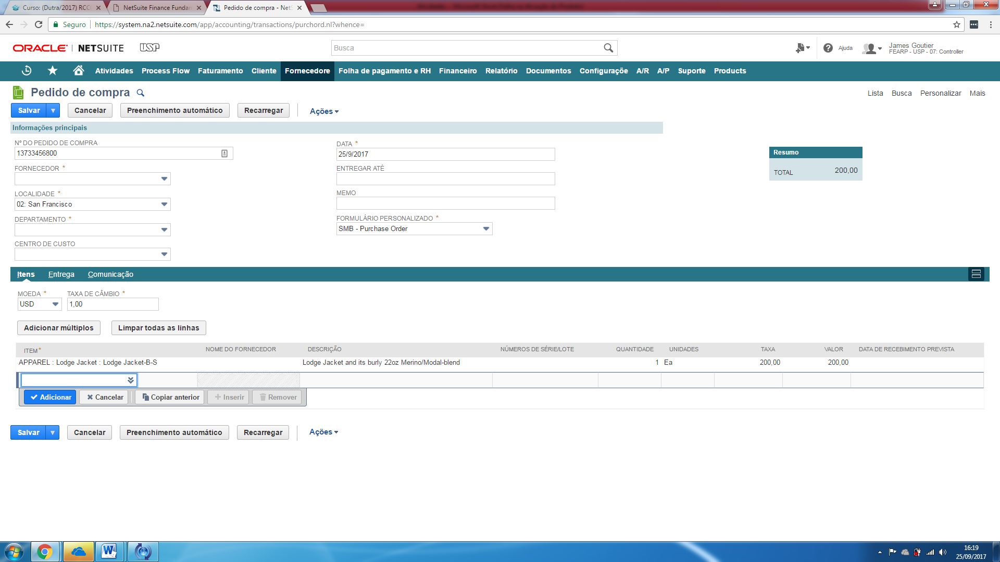 Curso: (Dutra/2017) RCC
NetSuite Finance Fundam
Pedido de compra - NetS
Seguro https://system.na2.netsuite.com/app/accounting/transactions/purchord.nl?whence=
ORACLE NETSUITE USP
Busca
Ajuda
James Goutier
FEARP - USP - 07: Controller
Atividades Process Flow Faturamento Cliente Fornecedore Folha de pagamento e RH Financeiro Relatório Documentos Configuraçõe A/R A/P Suporte Products
Pedido de compra
Lista Busca Personalizar Mais
Salvar Cancelar Preenchimento automático Recarregar Ações
Informações principais
Nº DO PEDIDO DE COMPRA
13733456800
FORNECEDOR *
LOCALIDADE *
02: San Francisco
DEPARTAMENTO *
CENTRO DE CUSTO
DATA *
25/9/2017
ENTREGAR ATÉ
MEMO
FORMULÁRIO PERSONALIZADO *
SMB - Purchase Order
Resumo
TOTAL 200,00
Itens Entrega Comunicação
MOEDA * TAXA DE CÂMBIO *
USD 1,00
Adicionar múltiplos Limpar todas as linhas
ITEM * NOME DO FORNECEDOR DESCRIÇÃO NÚMEROS DE SÉRIE/LOTE QUANTIDADE UNIDADES TAXA VALOR DATA DE RECEBIMENTO PREVISTA
APPAREL : Lodge Jacket : Lodge Jacket-B-S Lodge Jacket and its burly 22oz Merino/Modal-blend 1 Ea 200,00 200,00
Adicionar Cancelar Copiar anterior Inserir Remover
Salvar Cancelar Preenchimento automático Recarregar Ações
16:19
25/09/2017